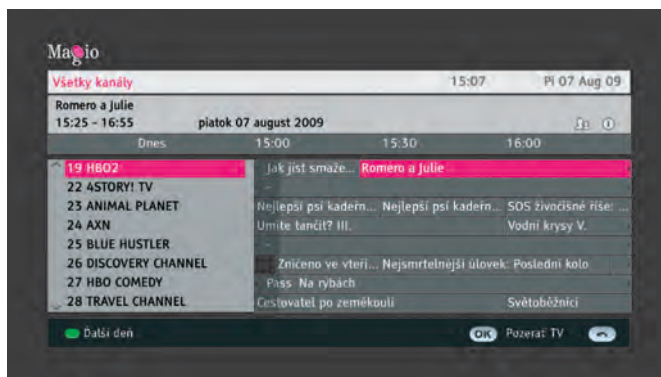 Magio
Všetky kanály 15:07 Pi 07 Aug 09
Romero a Julie
15:25 - 16:55 piatok 07 august 2009
Dnes 15:00 15:30 16:00
19 HBO2 Jak jíst smaže... Romero a Julie
22 4STORY! TV -
23 ANIMAL PLANET Nejlepší psí kadeřn... Nejlepší psí kadeřn... SOS živočišné říše: ...
24 AXN Umíte tančit? III. Vodní krysy V.
25 BLUE HUSTLER -
26 DISCOVERY CHANNEL Zničeno ve vteři... Nejsmrtelnější úlovek: Poslední kolo
27 HBO COMEDY Pass Na rybách
28 TRAVEL CHANNEL Cestovatel po zeměkouli Světoběžníci
Ďalší deň OK Pozerať TV